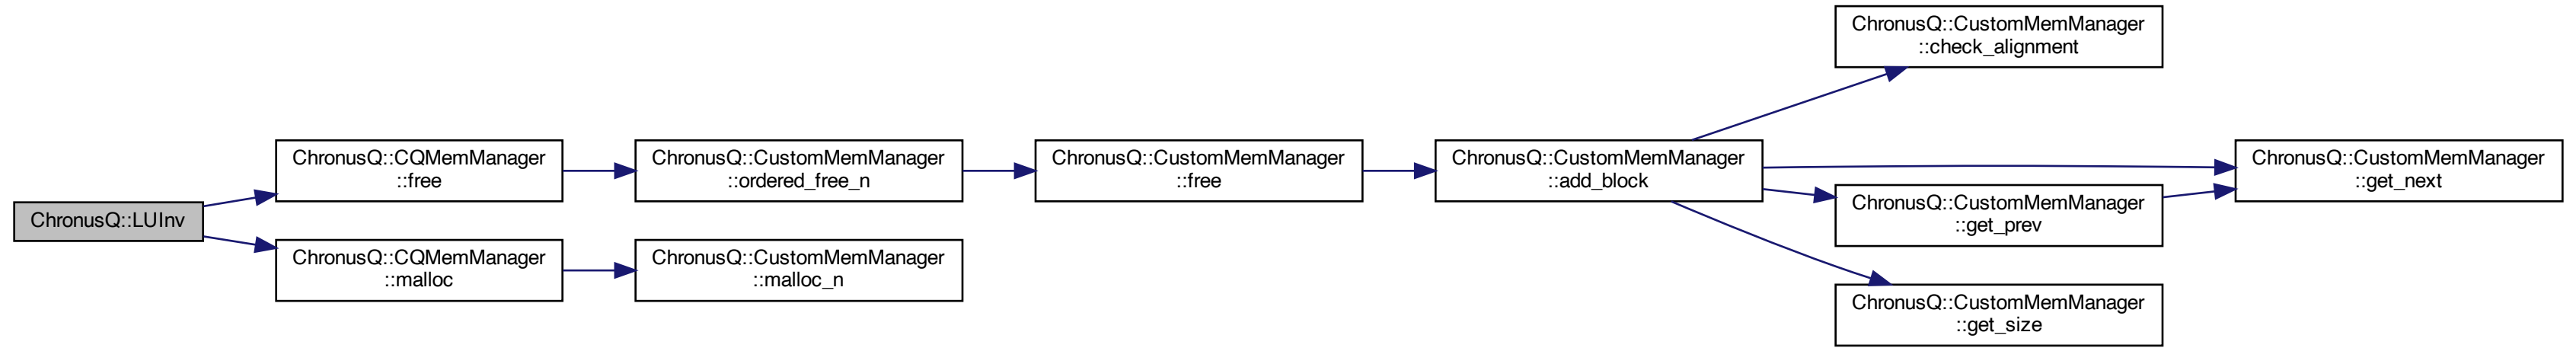 ChronusQ::LUInv
ChronusQ::CQMemManager
::free
ChronusQ::CQMemManager
::malloc
ChronusQ::CustomMemManager
::ordered_free_n
ChronusQ::CustomMemManager
::malloc_n
ChronusQ::CustomMemManager
::free
ChronusQ::CustomMemManager
::add_block
ChronusQ::CustomMemManager
::check_alignment
ChronusQ::CustomMemManager
::get_prev
ChronusQ::CustomMemManager
::get_size
ChronusQ::CustomMemManager
::get_next